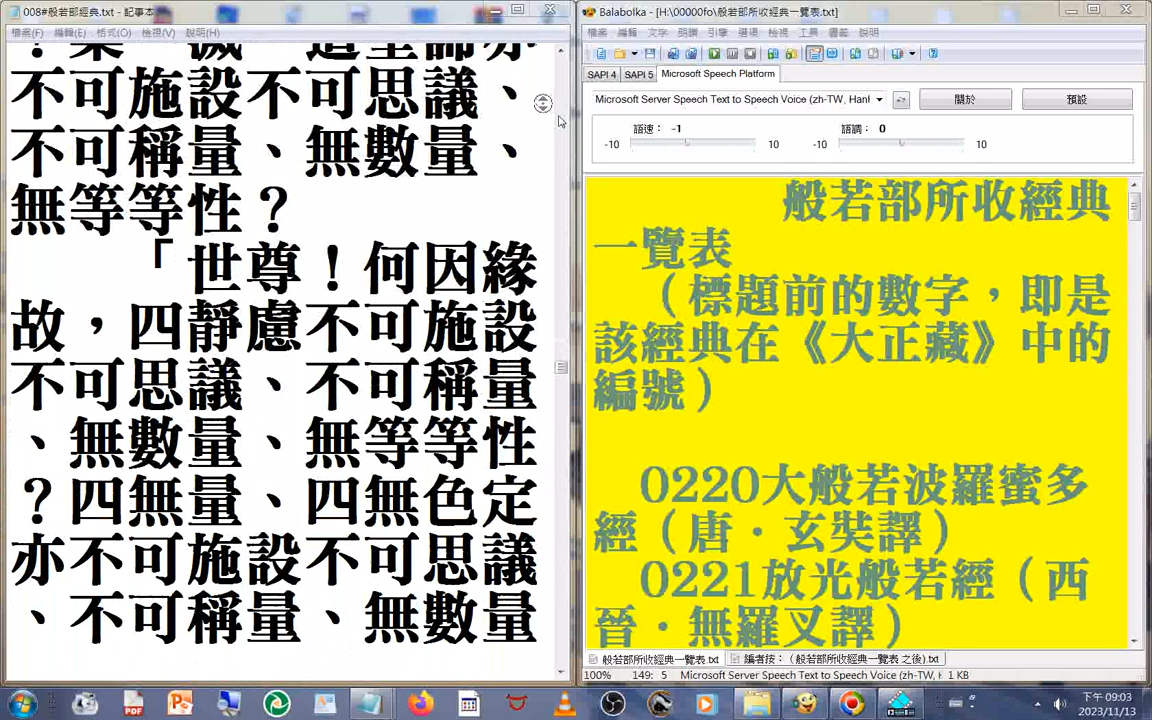 008#般若部經典.txt - 記事本
檔案(F) 編輯(E) 格式(O) 檢視(V) 說明(H)
不可施設不可思議、
不可稱量、無數量、
無等等性？
「世尊！何因緣
故，四靜慮不可施設
不可思議、不可稱量
、無數量、無等等性
？四無量、四無色定
亦不可施設不可思議
、不可稱量、無數量
Balabolka - [H:\00000fo\般若部所收經典一覽表.txt]
檔案 編輯 文字 朗讀 引擎 選項 檢視 工具 書籤 說明
SAPI 4 SAPI 5 Microsoft Speech Platform
Microsoft Server Speech Text to Speech Voice (zh-TW, Hanl
關於 預設
語速： -1 語調： 0
-10 10 -10 10
般若部所收經典
一覽表
（標題前的數字，即是
該經典在《大正藏》中的
編號）
0220大般若波羅蜜多
經（唐．玄奘譯）
0221放光般若經（西
晉．無羅叉譯）
般若部所收經典一覽表.txt 編者按：（般若部所收經典一覽表 之後).txt
100% 149: 5 Microsoft Server Speech Text to Speech Voice (zh-TW, H 1 KB
下午 09:03
2023/11/13